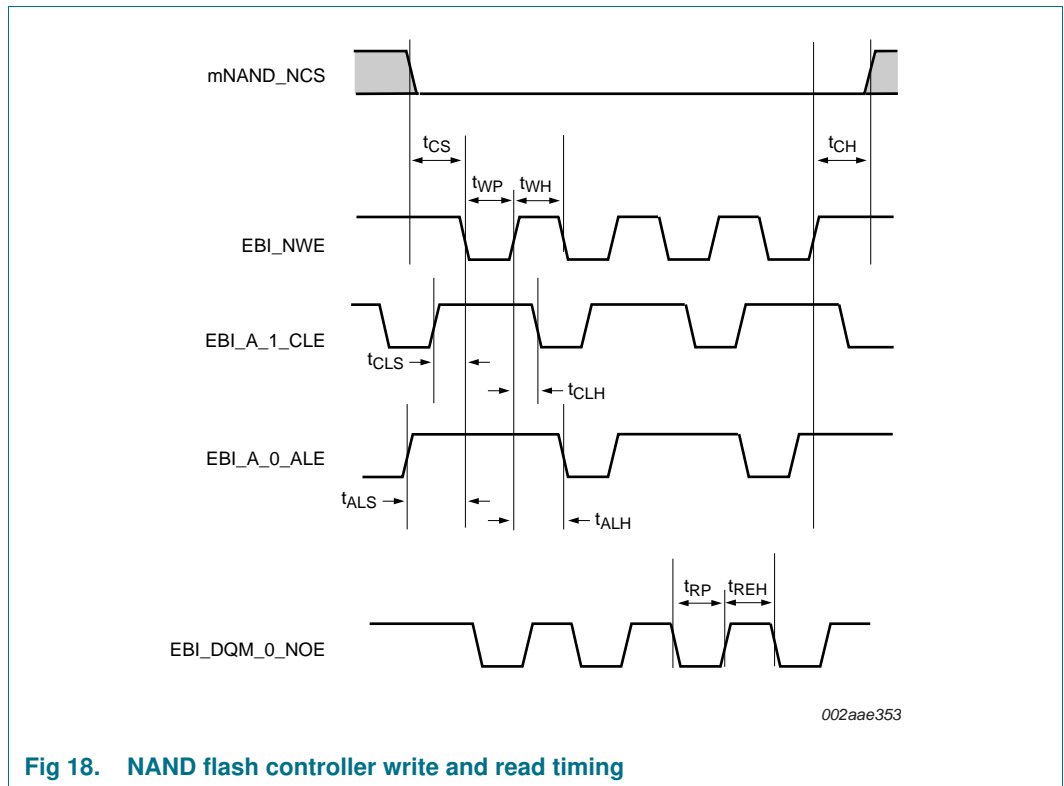 mNAND_NCS
tCS
tCH
tWP tWH
EBI_NWE
EBI_A_1_CLE
tCLS
tCLH
EBI_A_0_ALE
tALS
tALH
tRP tREH
EBI_DQM_0_NOE
002aae353
Fig 18. NAND flash controller write and read timing